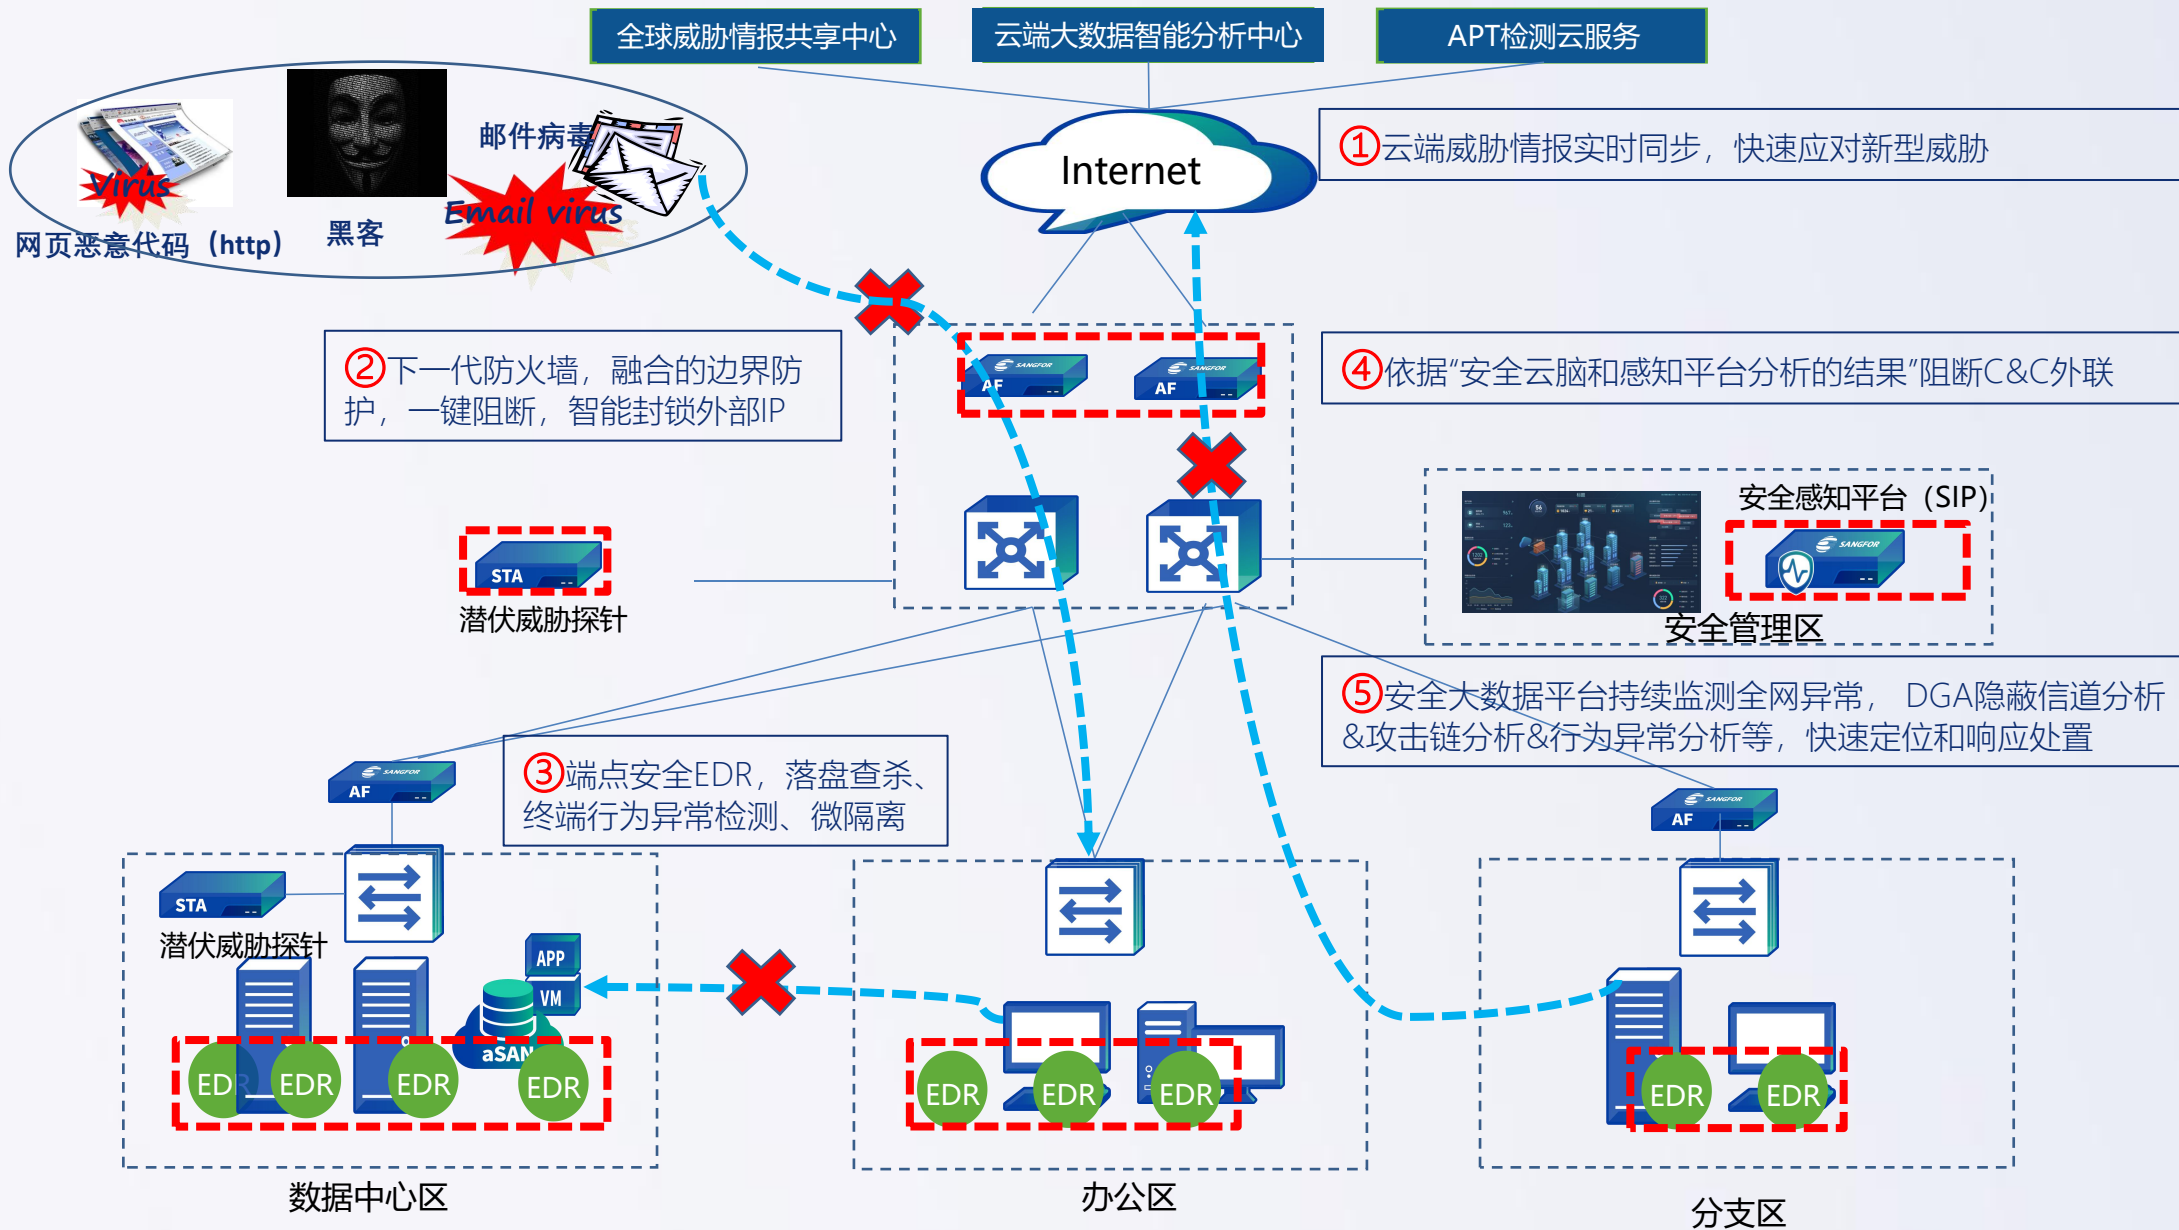 全球威胁情报共享中心
云端大数据智能分析中心
APT检测云服务
Virus
网页恶意代码（http）
黑客
邮件病毒
Email virus
Internet
①云端威胁情报实时同步，快速应对新型威胁
②下一代防火墙，融合的边界防
护，一键阻断，智能封锁外部IP
SANGFOR
AF
SANGFOR
AF
④依据“安全云脑和感知平台分析的结果”阻断C&C外联
STA
潜伏威胁探针
安全感知平台（SIP）
SANGFOR
安全管理区
⑤安全大数据平台持续监测全网异常， DGA隐蔽信道分析
&攻击链分析&行为异常分析等，快速定位和响应处置
③端点安全EDR，落盘查杀、
终端行为异常检测、微隔离
SANGFOR
AF
SANGFOR
AF
STA
潜伏威胁探针
APP
VM
aSAN
EDR
EDR
EDR
EDR
EDR
EDR
EDR
EDR
EDR
数据中心区
办公区
分支区